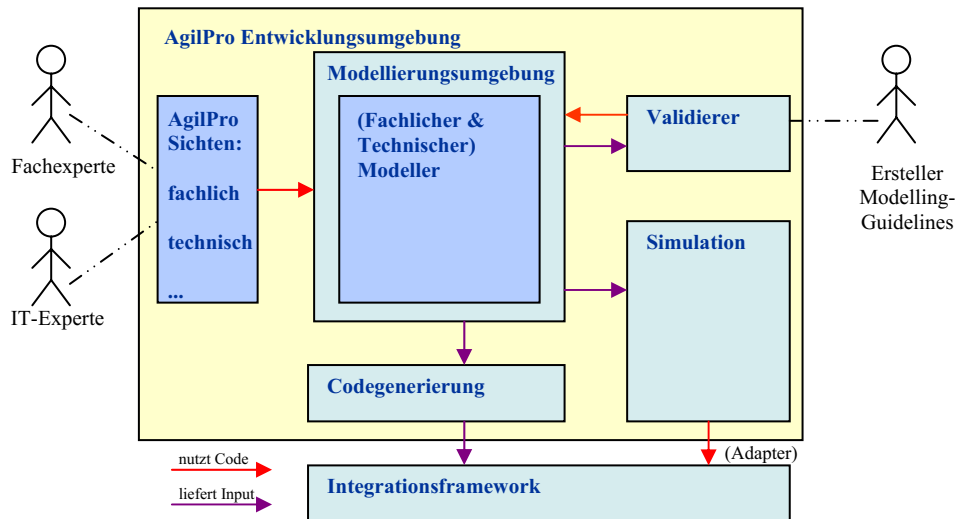 AgilPro Entwicklungsumgebung
Modellierungsumgebung
AgilPro
Sichten:
fachlich
technisch
...
(Fachlicher &
Technischer)
Modeller
Validierer
Simulation
Codegenerierung
Integrationsframework
(Adapter)
Fachexperte
IT-Experte
Ersteller
Modelling-
Guidelines
nutzt Code
liefert Input